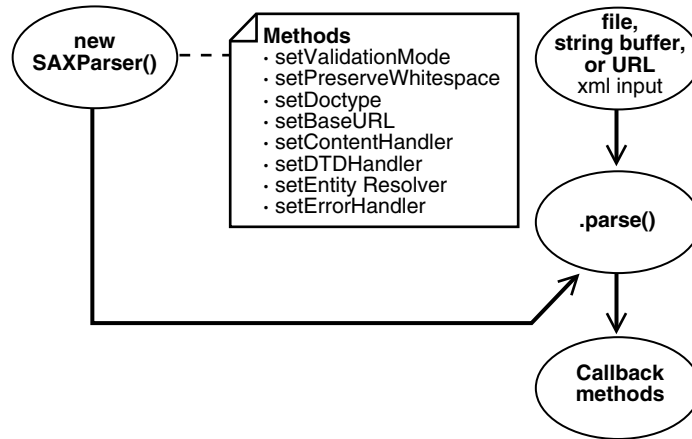 new
SAXParser()
Methods
· setValidationMode
· setPreserveWhitespace
· setDoctype
· setBaseURL
· setContentHandler
· setDTDHandler
· setEntity Resolver
· setErrorHandler
file,
string buffer,
or URL
xml input
.parse()
Callback
methods